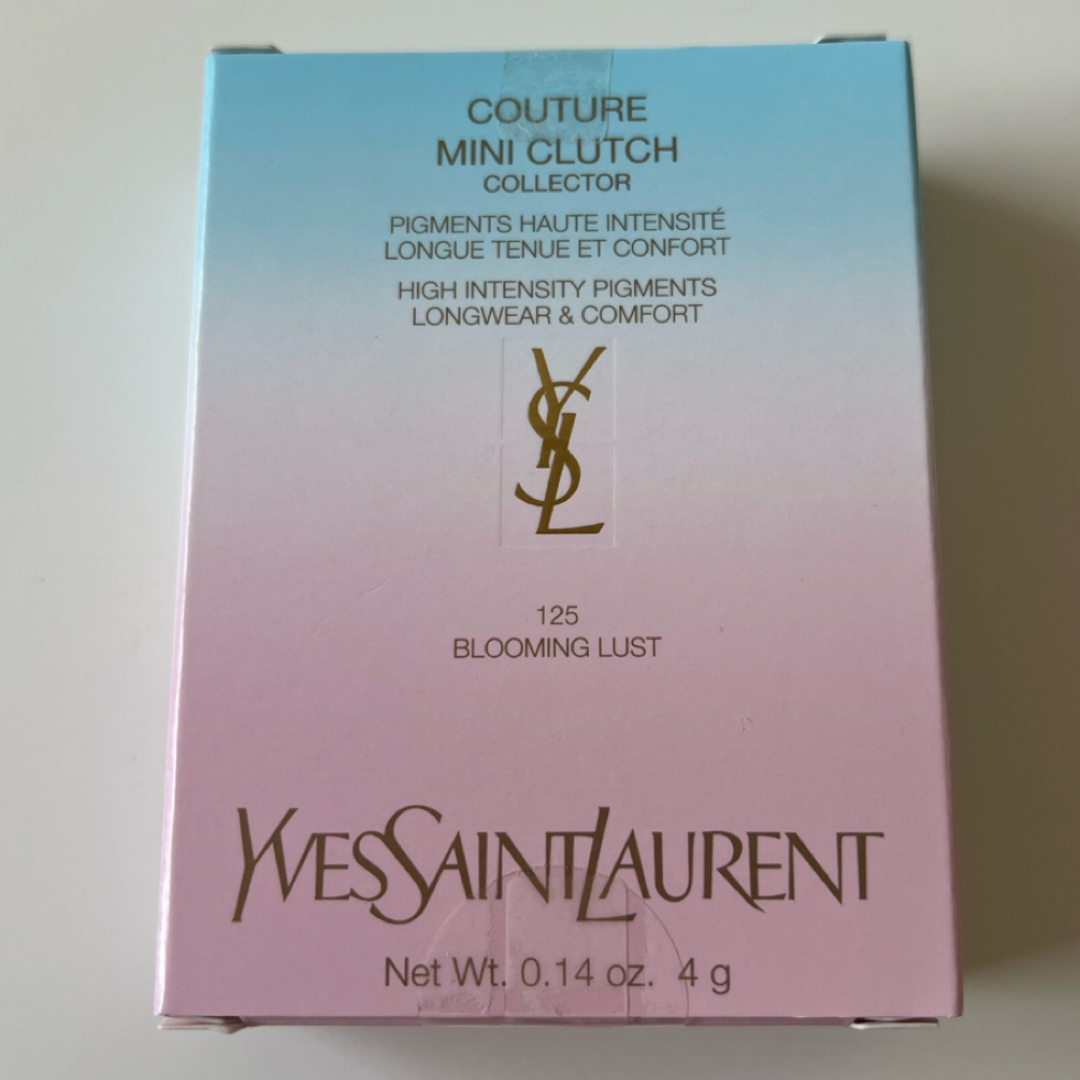 COUTURE
MINI CLUTCH
COLLECTOR
PIGMENTS HAUTE INTENSITÉ
LONGUE TENUE ET CONFORT
HIGH INTENSITY PIGMENTS
LONGWEAR & COMFORT
YSL
125
BLOOMING LUST
YVESSAINTLAURENT
Net Wt. 0.14 oz. 4 g